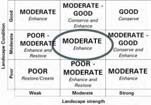 MODERATE
Enhance
MODERATE -
GOOD
Conserve and
Enhance
GOOD
Conserve
POOR -
MODERATE
Enhance and
Restore
MODERATE
Enhance
MODERATE -
GOOD
Conserve and
Enhance
POOR
Restore/Create
POOR -
MODERATE
Enhance and
Restore
MODERATE
Enhance
Weak
Moderate
Strong
Landscape strength
Landscape Condition
Good
Moderate
Poor